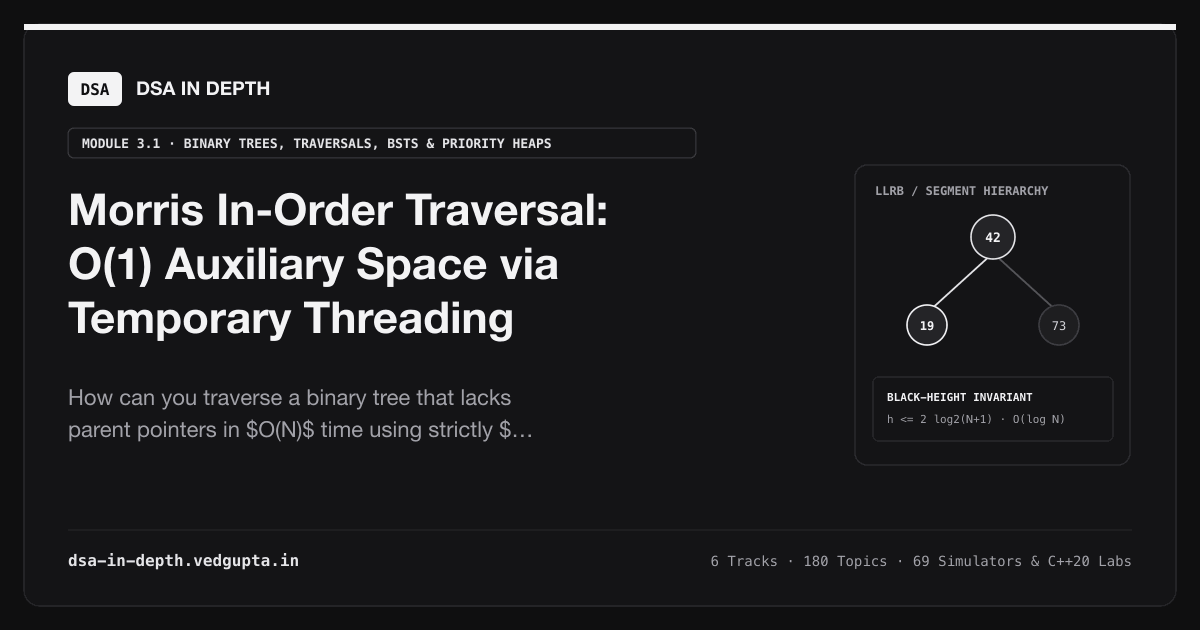 DSA DSA IN DEPTH
MODULE 3.1 · BINARY TREES, TRAVERSALS, BSTS & PRIORITY HEAPS
Morris In-Order Traversal:
O(1) Auxiliary Space via
Temporary Threading
How can you traverse a binary tree that lacks
parent pointers in $O(N)$ time using strictly $…
LLRB / SEGMENT HIERARCHY
42
19 73
BLACK-HEIGHT INVARIANT
h <= 2 log2(N+1) · O(log N)
dsa-in-depth.vedgupta.in
6 Tracks · 180 Topics · 69 Simulators & C++20 Labs